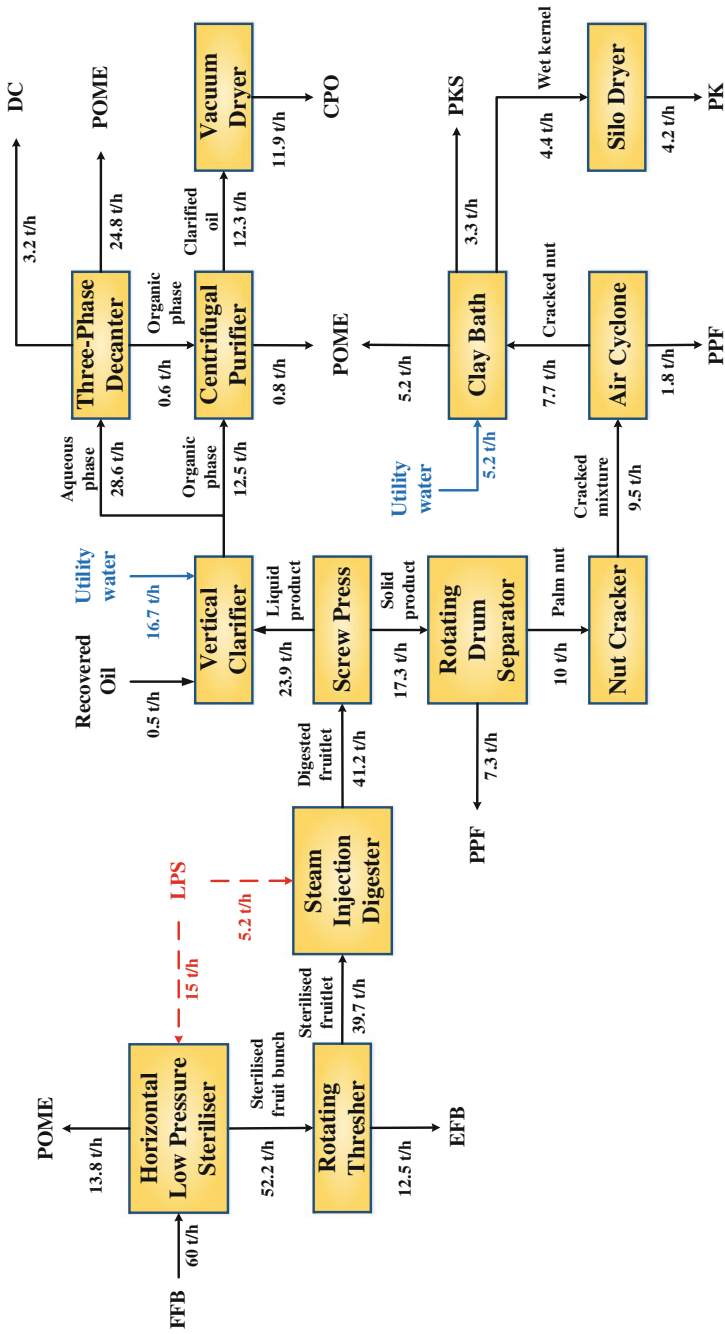 POME
13.8 t/h
FFB
60 t/h
Horizontal
Low Pressure
Steriliser
15 t/h
LPS
5.2 t/h
52.2 t/h
Sterilised
fruit bunch
Rotating
Thresher
12.5 t/h
EFB
Sterilised
fruitlet
39.7 t/h
Steam
Injection
Digester
Digested
fruitlet
41.2 t/h
Screw Press
23.9 t/h
Liquid
product
17.3 t/h
Solid
product
Rotating
Drum
Separator
7.3 t/h
PPF
10 t/h
Palm nut
Nut Cracker
Recovered
Oil
0.5 t/h
Utility
water
16.7 t/h
Vertical
Clarifier
Aqueous
phase
28.6 t/h
Organic
phase
12.5 t/h
Three-Phase
Decanter
3.2 t/h
DC
24.8 t/h
POME
0.6 t/h
Organic
phase
Centrifugal
Purifier
0.8 t/h
POME
Clarified
oil
12.3 t/h
Vacuum
Dryer
11.9 t/h
CPO
Cracked
mixture
9.5 t/h
Air Cyclone
1.8 t/h
PPF
7.7 t/h
Cracked nut
Utility
water
5.2 t/h
Clay Bath
5.2 t/h
3.3 t/h
PKS
4.4 t/h
Wet kernel
Silo Dryer
4.2 t/h
PK